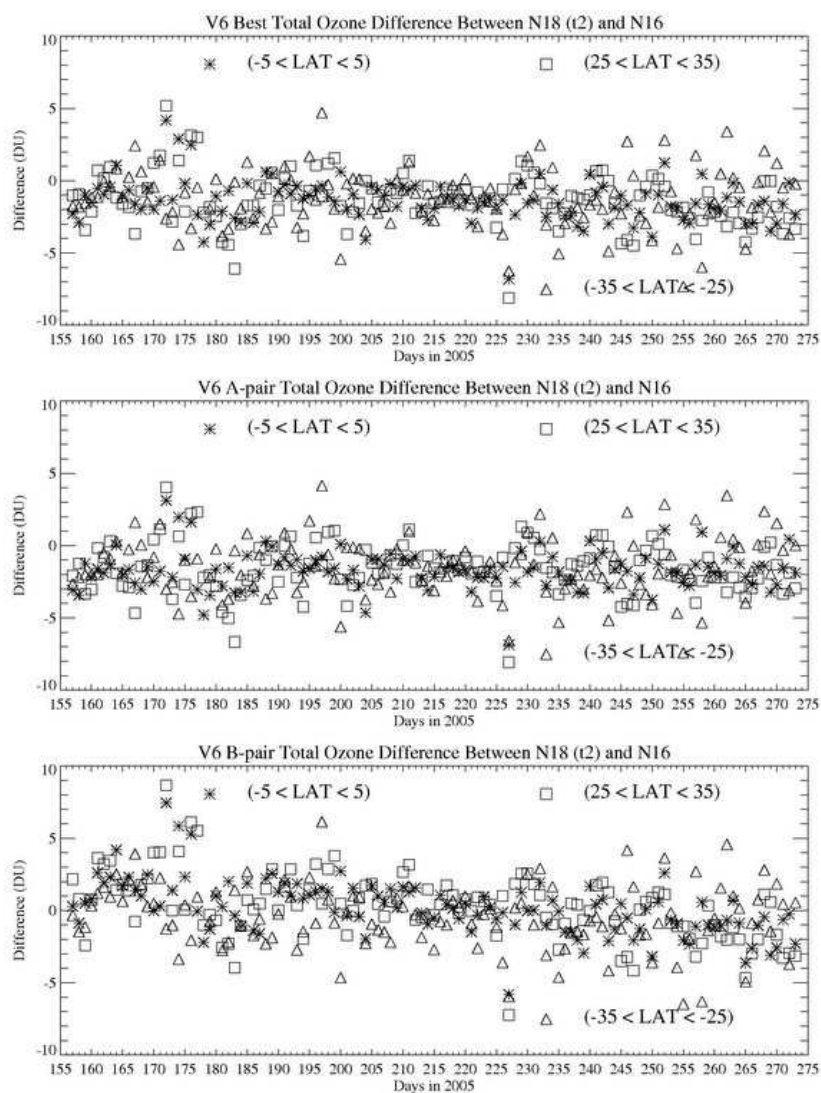 V6 Best Total Ozone Difference Between N18 (t2) and N16
10
(-5 < LAT < 5)
(25 < LAT < 35)
5
Difference (DU)
0
-5
(-35 < LAT < -25)
-10
155 160 165 170 175 180 185 190 195 200 205 210 215 220 225 230 235 240 245 250 255 260 265 270 275
Days in 2005
V6 A-pair Total Ozone Difference Between N18 (t2) and N16
10
(-5 < LAT < 5)
(25 < LAT < 35)
5
Difference (DU)
0
-5
(-35 < LAT < -25)
-10
155 160 165 170 175 180 185 190 195 200 205 210 215 220 225 230 235 240 245 250 255 260 265 270 275
Days in 2005
V6 B-pair Total Ozone Difference Between N18 (t2) and N16
10
(-5 < LAT < 5)
(25 < LAT < 35)
5
Difference (DU)
0
-5
(-35 < LAT < -25)
-10
155 160 165 170 175 180 185 190 195 200 205 210 215 220 225 230 235 240 245 250 255 260 265 270 275
Days in 2005